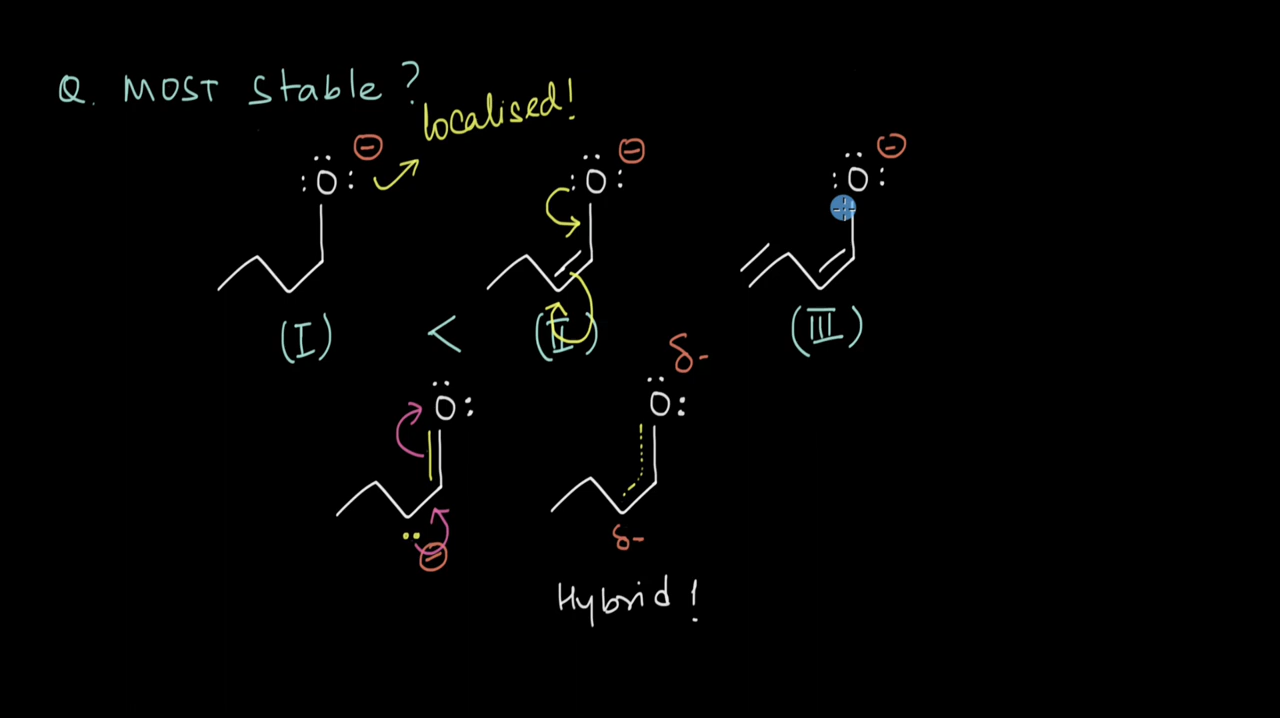 Q. MOST Stable?
localised!
:Ö: ⊖
:Ö: ⊖
:Ö: ⊖
(I) < (II) (III)
δ-
Ö:
Ö:
⊖
δ-
Hybrid!